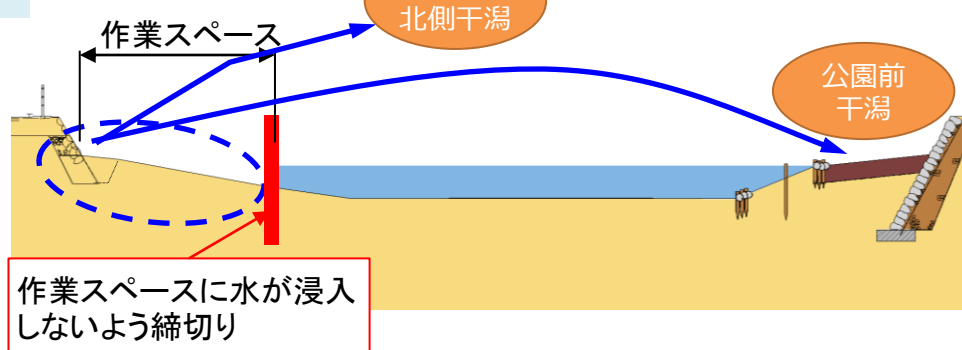 北側干潟
作業スペース
公園前
干潟
作業スペースに水が浸入
しないよう締切り